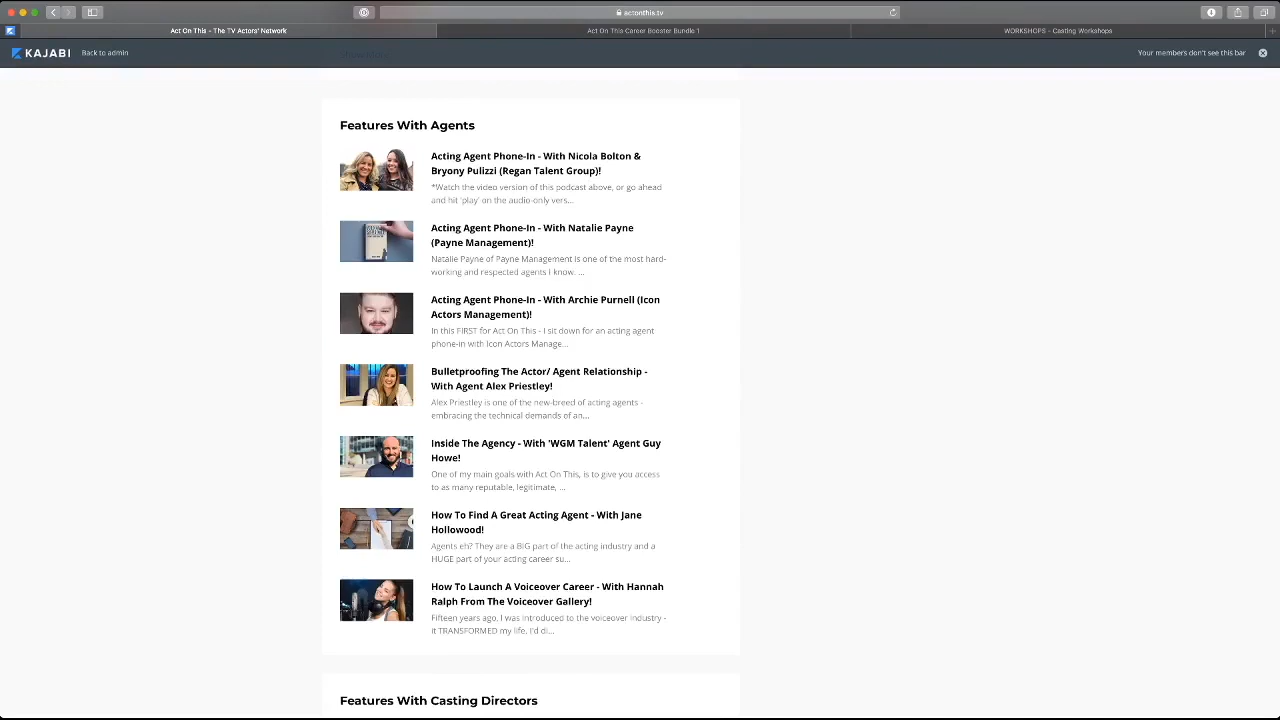 actonthis.tv
Act On This - The TV Actors' Network
Act On This Career Booster Bundle 1
WORKSHOPS - Casting Workshops
KAJABI
Back to admin
Your members don't see this bar
Features With Agents
Acting Agent Phone-In - With Nicola Bolton &
Bryony Pulizzi (Regan Talent Group)!
*Watch the video version of this podcast above, or go ahead
and hit 'play' on the audio-only vers...
Acting Agent Phone-In - With Natalie Payne
(Payne Management)!
Natalie Payne of Payne Management is one of the most hard-
working and respected agents I know. ...
Acting Agent Phone-In - With Archie Purnell (Icon
Actors Management)!
In this FIRST for Act On This - I sit down for an acting agent
phone-in with Icon Actors Manage...
Bulletproofing The Actor/ Agent Relationship -
With Agent Alex Priestley!
Alex Priestley is one of the new-breed of acting agents -
embracing the technical demands of an...
Inside The Agency - With 'WGM Talent' Agent Guy
Howe!
One of my main goals with Act On This, is to give you access
to as many reputable, legitimate, ...
How To Find A Great Acting Agent - With Jane
Hollowood!
Agents eh? They are a BIG part of the acting industry and a
HUGE part of your acting career su...
How To Launch A Voiceover Career - With Hannah
Ralph From The Voiceover Gallery!
Fifteen years ago, I was introduced to the voiceover industry -
it TRANSFORMED my life, I'd di...
Features With Casting Directors